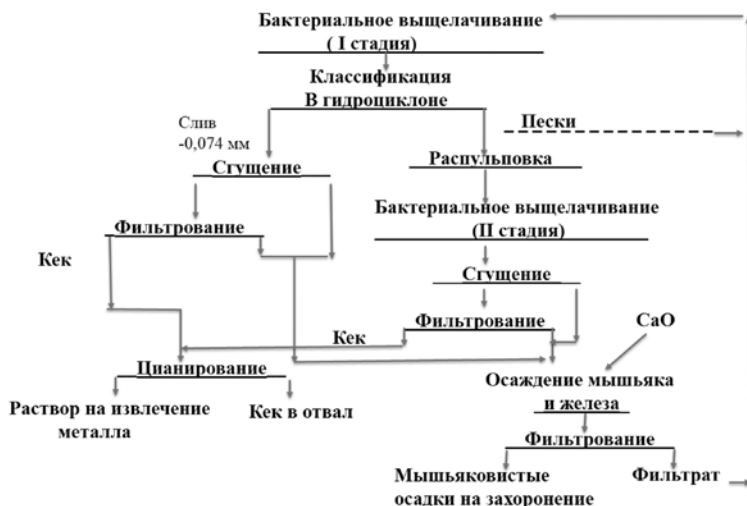 Бактериальное выщелачивание
( I стадия)
Классификация
В гидроциклоне
Слив
-0,074 мм
Пески
Сгущение
Распульповка
Бактериальное выщелачивание
(II стадия)
Фильтрование
Кек
Сгущение
Фильтрование
Кек
CaO
Цианирование
Осаждение мышьяка
и железа
Раствор на извлечение
металла
Кек в отвал
Фильтрование
Мышьяковистые
осадки на захоронение
Фильтрат